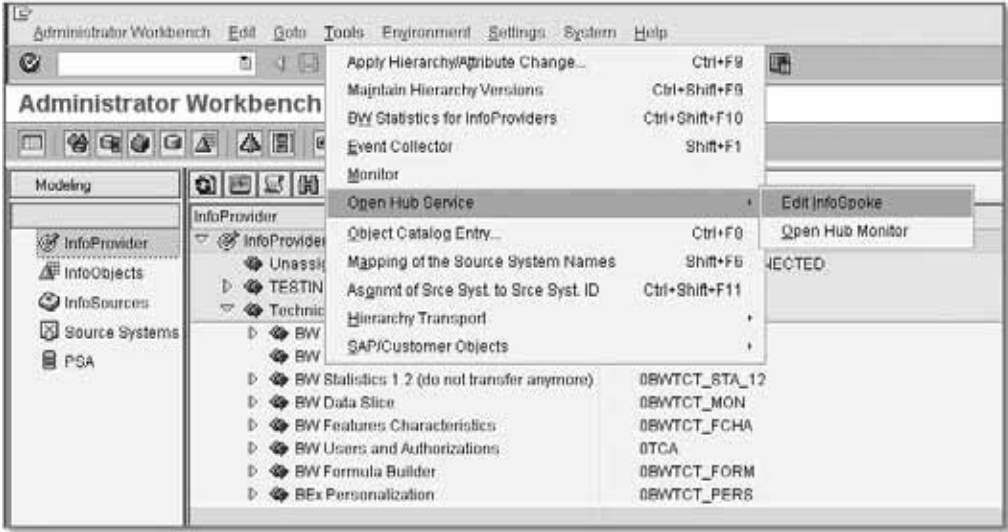 Administrator Workbench Edit Goto Tools Environment Settings System Help
Administrator Workbench
Apply Hierarchy/Attribute Change... Ctrl+F9
Maintain Hierarchy Versions Ctrl+Shift+F9
BW Statistics for InfoProviders Ctrl+Shift+F10
Event Collector Shift+F1
Monitor
Open Hub Service
Object Catalog Entry... Ctrl+F8
Mapping of the Source System Names Shift+F6
Asgnmt of Srce Syst. to Srce Syst. ID Ctrl+Shift+F11
Hierarchy Transport
SAP/Customer Objects
Edit InfoSpoke
Open Hub Monitor
Modeling
InfoProvider
InfoObjects
InfoSources
Source Systems
PSA
InfoProvider
InfoProvider
Unassig NECTED
TESTIN
Technic
BW
BW
BW Statistics 1.2 (do not transfer anymore) 0BWTCT_STA_12
BW Data Slice 0BWTCT_MON
BW Features Characteristics 0BWTCT_FCHA
BW Users and Authorizations 0TCA
BW Formula Builder 0BWTCT_FORM
BEx Personalization 0BWTCT_PERS